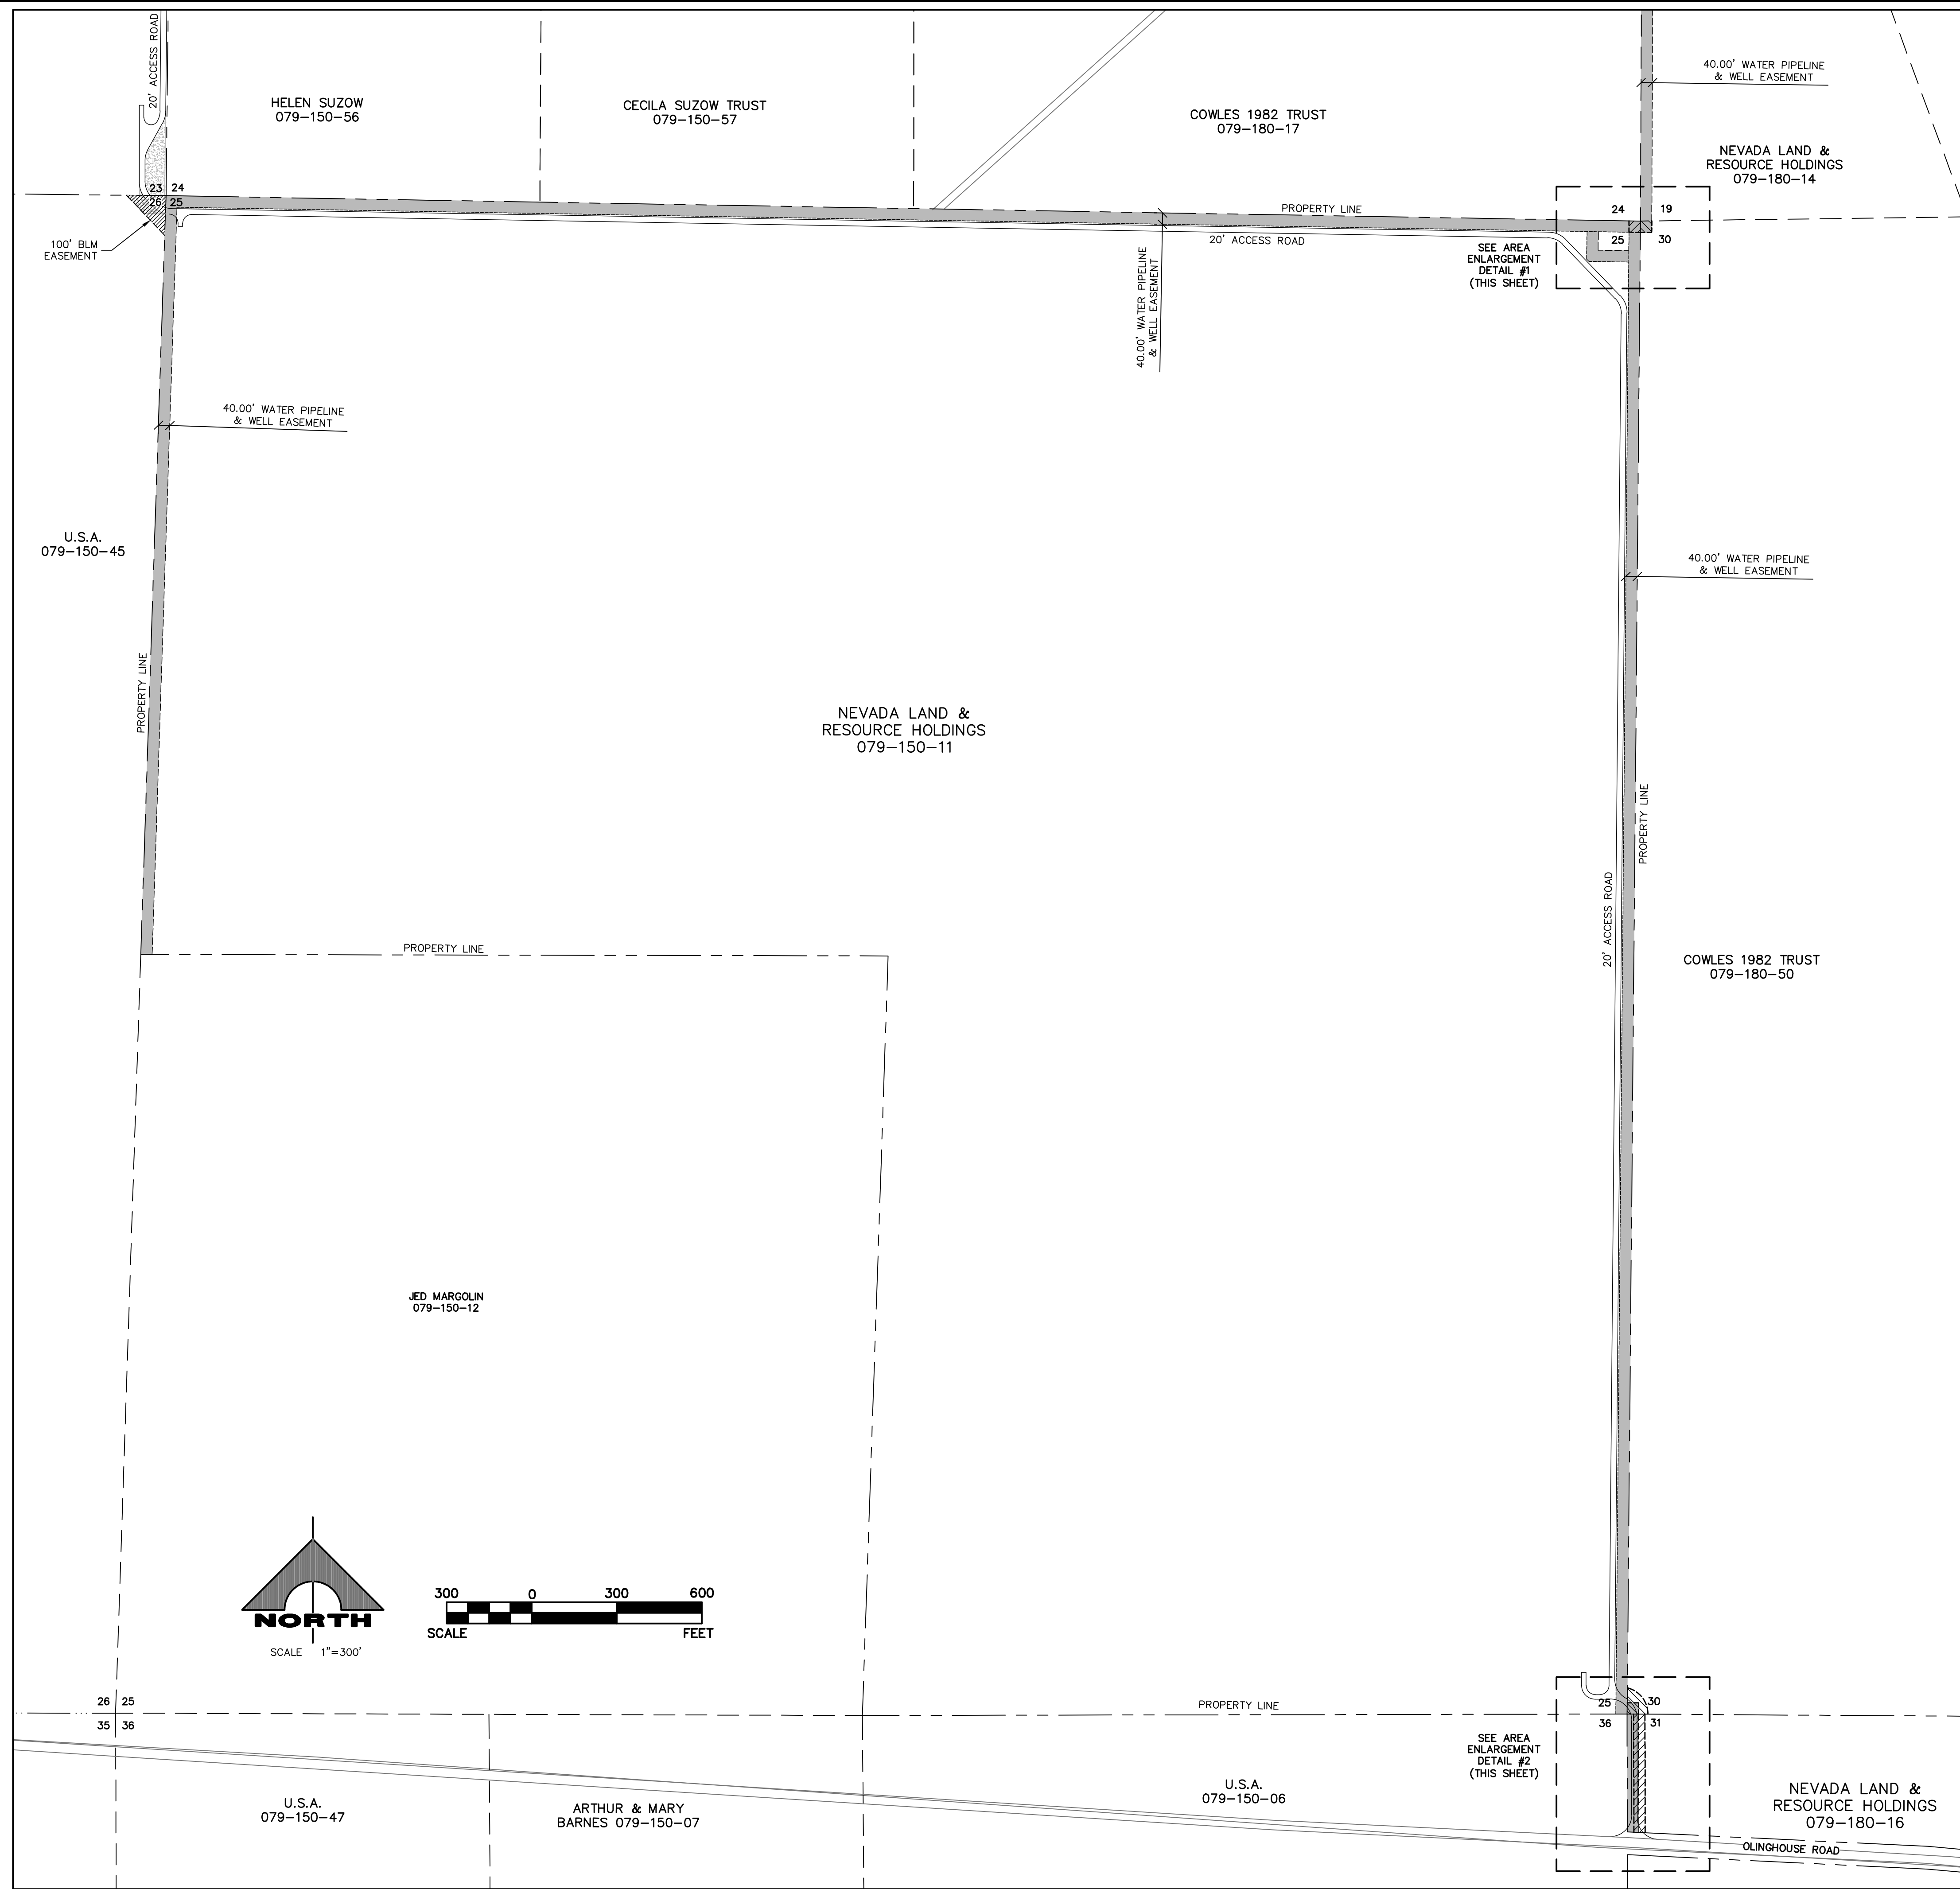 20' ACCESS ROAD
HELEN SUZOW
079-150-56
CECILA SUZOW TRUST
079-150-57
COWLES 1982 TRUST
079-180-17
40.00' WATER PIPELINE
& WELL EASEMENT
NEVADA LAND &
RESOURCE HOLDINGS
079-180-14
23 24
26 25
100' BLM
EASEMENT
PROPERTY LINE
20' ACCESS ROAD
40.00' WATER PIPELINE
& WELL EASEMENT
24 19
25 30
SEE AREA
ENLARGEMENT
DETAIL #1
(THIS SHEET)
40.00' WATER PIPELINE
& WELL EASEMENT
U.S.A.
079-150-45
40.00' WATER PIPELINE
& WELL EASEMENT
PROPERTY LINE
NEVADA LAND &
RESOURCE HOLDINGS
079-150-11
PROPERTY LINE
20' ACCESS ROAD
COWLES 1982 TRUST
079-180-50
PROPERTY LINE
JED MARGOLIN
079-150-12
NORTH
SCALE 1"=300'
300 0 300 600
SCALE FEET
26 25
35 36
PROPERTY LINE
25 30
36 31
SEE AREA
ENLARGEMENT
DETAIL #2
(THIS SHEET)
U.S.A.
079-150-47
ARTHUR & MARY
BARNES 079-150-07
U.S.A.
079-150-06
NEVADA LAND &
RESOURCE HOLDINGS
079-180-16
OLINGHOUSE ROAD